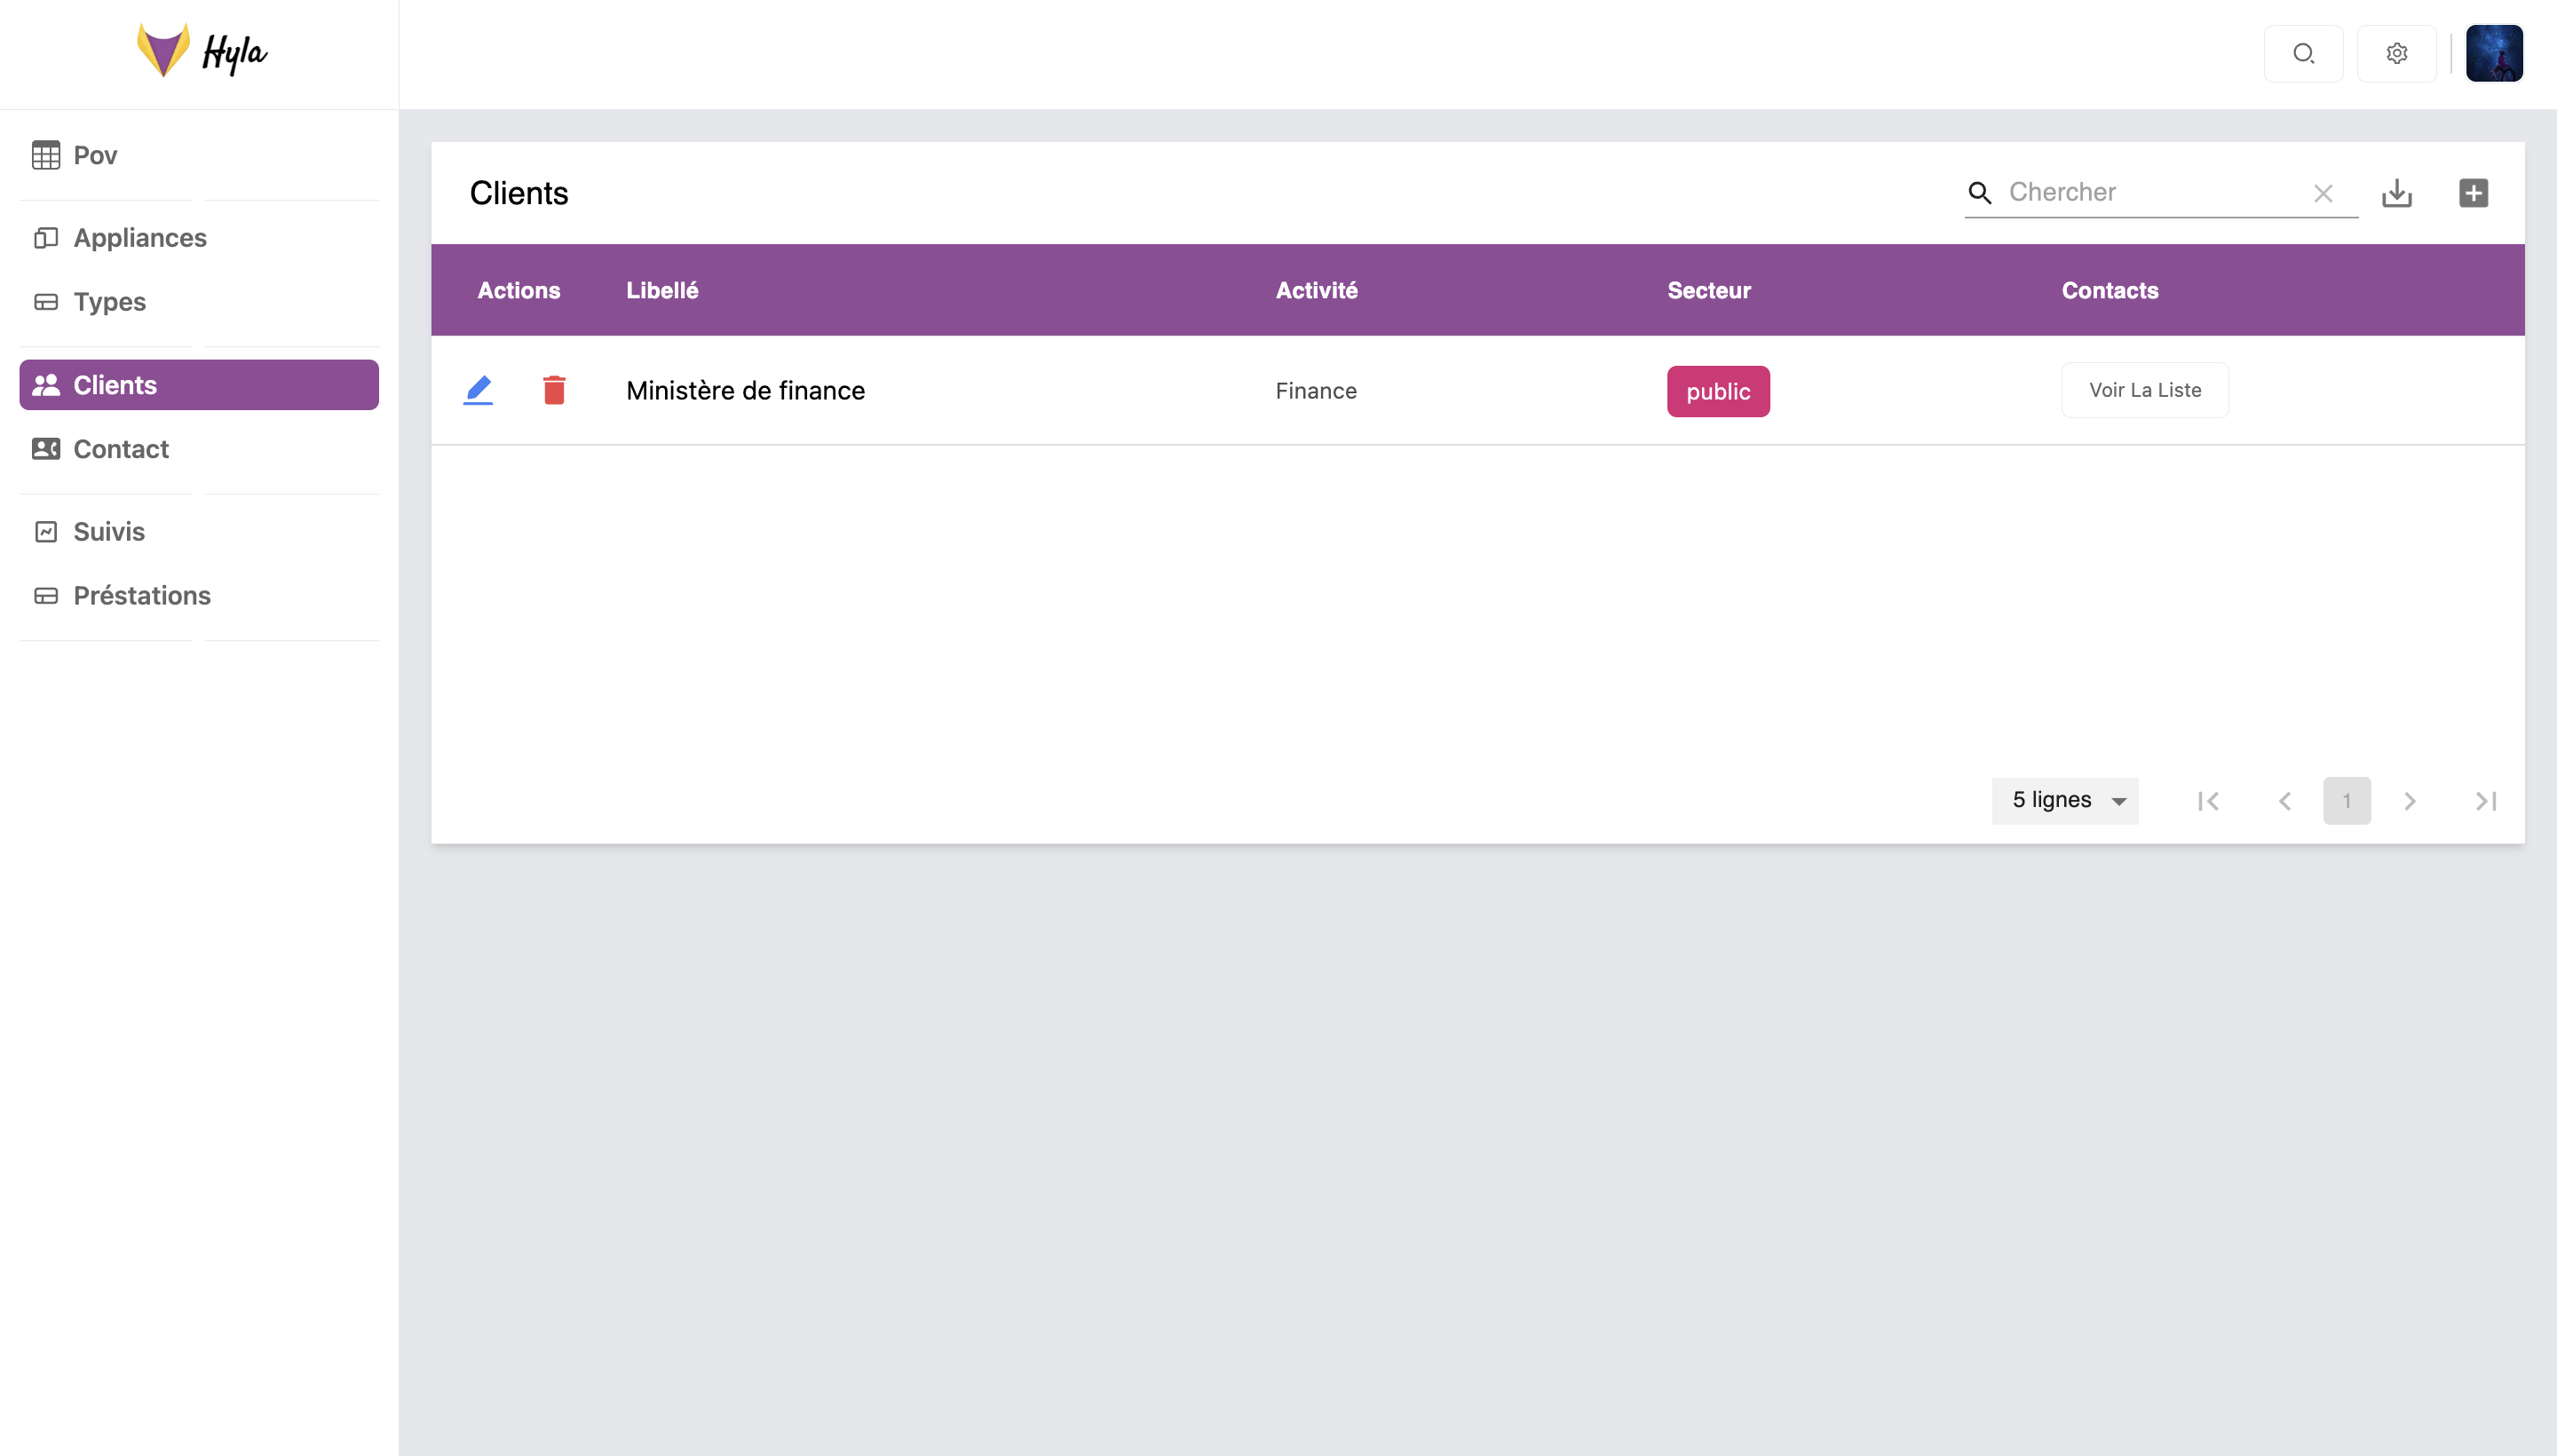 Hyla
Pov
Appliances
Types
Clients
Contact
Suivis
Préstations
Clients
Chercher
Actions Libellé Activité Secteur Contacts
Ministère de finance Finance public Voir La Liste
5 lignes 1